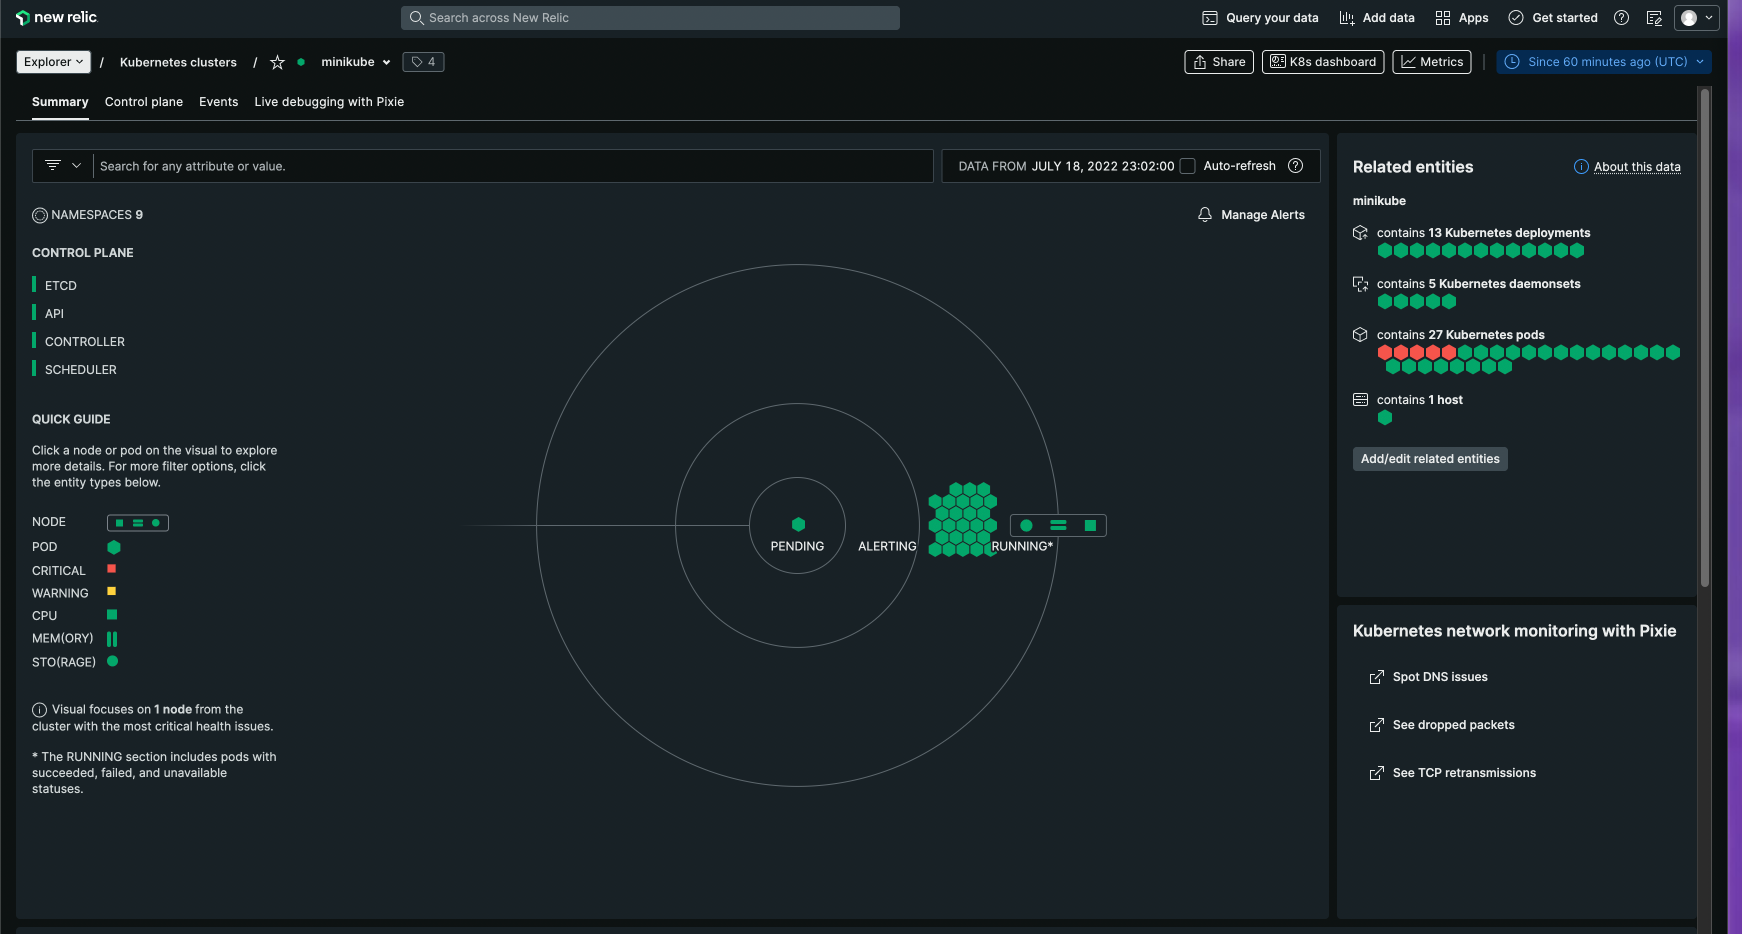 new relic
Search across New Relic
Query your data
Add data
Apps
Get started
Explorer
/
Kubernetes clusters
/
minikube
4
Share
K8s dashboard
Metrics
Since 60 minutes ago (UTC)
Summary
Control plane
Events
Live debugging with Pixie
Search for any attribute or value.
DATA FROM JULY 18, 2022 23:02:00
Auto-refresh
NAMESPACES 9
Manage Alerts
CONTROL PLANE
ETCD
API
CONTROLLER
SCHEDULER
QUICK GUIDE
Click a node or pod on the visual to explore
more details. For more filter options, click
the entity types below.
NODE
POD
CRITICAL
WARNING
CPU
MEM(ORY)
STO(RAGE)
Visual focuses on 1 node from the
cluster with the most critical health issues.
* The RUNNING section includes pods with
succeeded, failed, and unavailable
statuses.
PENDING
ALERTING
RUNNING*
Related entities
About this data
minikube
contains 13 Kubernetes deployments
contains 5 Kubernetes daemonsets
contains 27 Kubernetes pods
contains 1 host
Add/edit related entities
Kubernetes network monitoring with Pixie
Spot DNS issues
See dropped packets
See TCP retransmissions